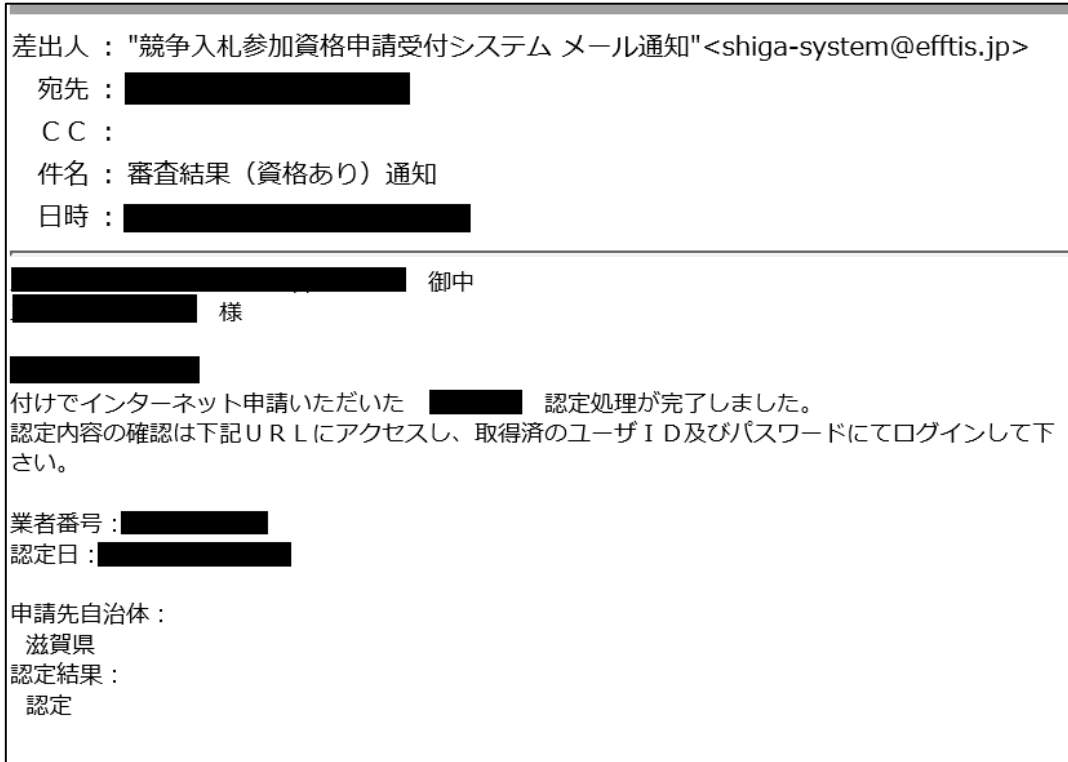 差出人 : "競争入札参加資格申請受付システム メール通知"<shiga-system@efftis.jp>
宛先 :
ＣＣ :
件名 : 審査結果（資格あり）通知
日時 :
御中
様
付けでインターネット申請いただいた 認定処理が完了しました。
認定内容の確認は下記ＵＲＬにアクセスし、取得済のユーザＩＤ及びパスワードにてログインして下
さい。
業者番号：
認定日：
申請先自治体：
滋賀県
認定結果：
認定